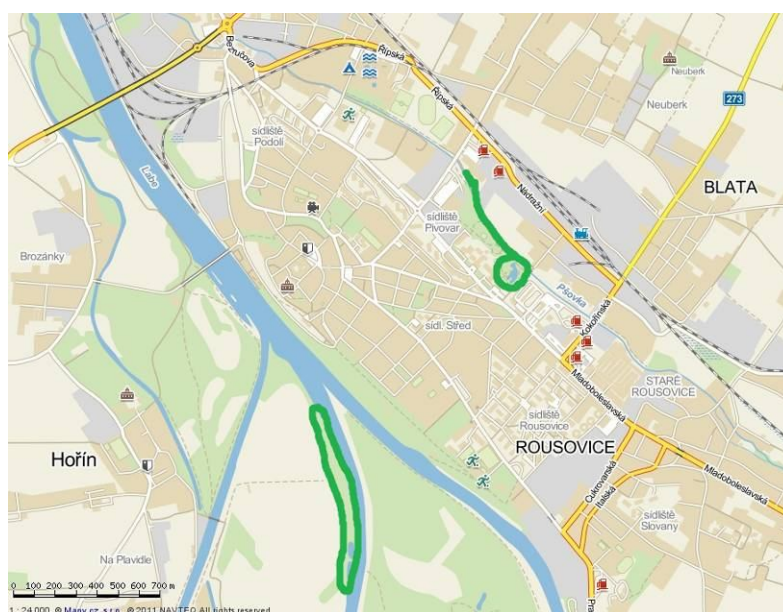 Bezručova
Řípská
Neuberk
Neuberk
273
sídliště
Podolí
Řípská
Labe
BLATA
Nádražní
sídliště
Pivovar
Brozánky
Pšovka
Kokořínská
sídl. Střed
Mladoboleslavská
STARÉ
ROUSOVICE
sídliště
Rousovice
ROUSOVICE
Hořín
Mladoboleslavská
Cukrovarská
Italská
sídliště
Slovany
Na Plavidle
0 100 200 300 400 500 600 700 m
Pra
1 : 24 000 © Mapy.cz, s.r.o., © 2011 NAVTEQ All rights reserved